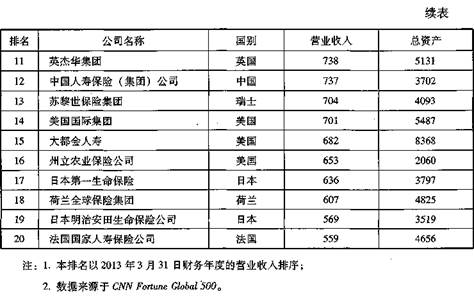 续表
排名 公司名称 国别 营业收入 总资产
11 英杰华集团 英国 738 5131
12 中国人寿保险（集团）公司 中国 737 3702
13 苏黎世保险集团 瑞士 704 4093
14 美国国际集团 美国 701 5487
15 大都会人寿 美国 682 8368
16 州立农业保险公司 美国 653 2060
17 日本第一生命保险 日本 636 3797
18 荷兰全球保险集团 荷兰 607 4825
19 日本明治安田生命保险公司 日本 569 3519
20 法国国家人寿保险公司 法国 559 4656
注：1. 本排名以 2013 年 3 月 31 日财务年度的营业收入排序；
2. 数据来源于 CNN Fortune Global 500。